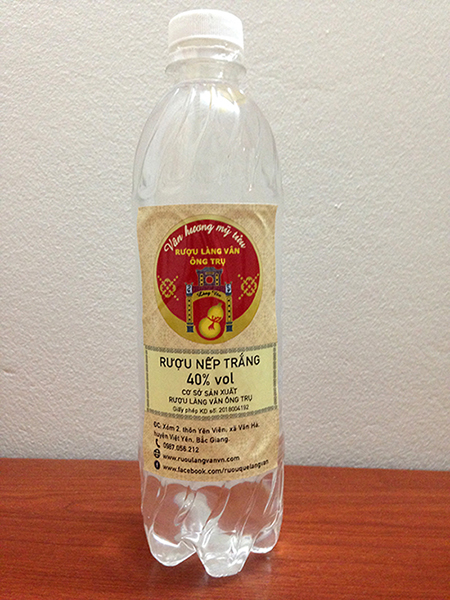 Vân hương mỹ tửu
RƯỢU LÀNG VÂN
ÔNG TRỤ
Làng Vân
RƯỢU NẾP TRẮNG
40% vol
CƠ SỞ SẢN XUẤT
RƯỢU LÀNG VÂN ÔNG TRỤ
Giấy phép KD số: 2018004192
ĐC: Xóm 2, thôn Yên Viên, xã Vân Hà,
huyện Việt Yên, Bắc Giang.
0987.056.212
www.ruoulangvanvn.com
www.facebook.com/ruouquelangvan